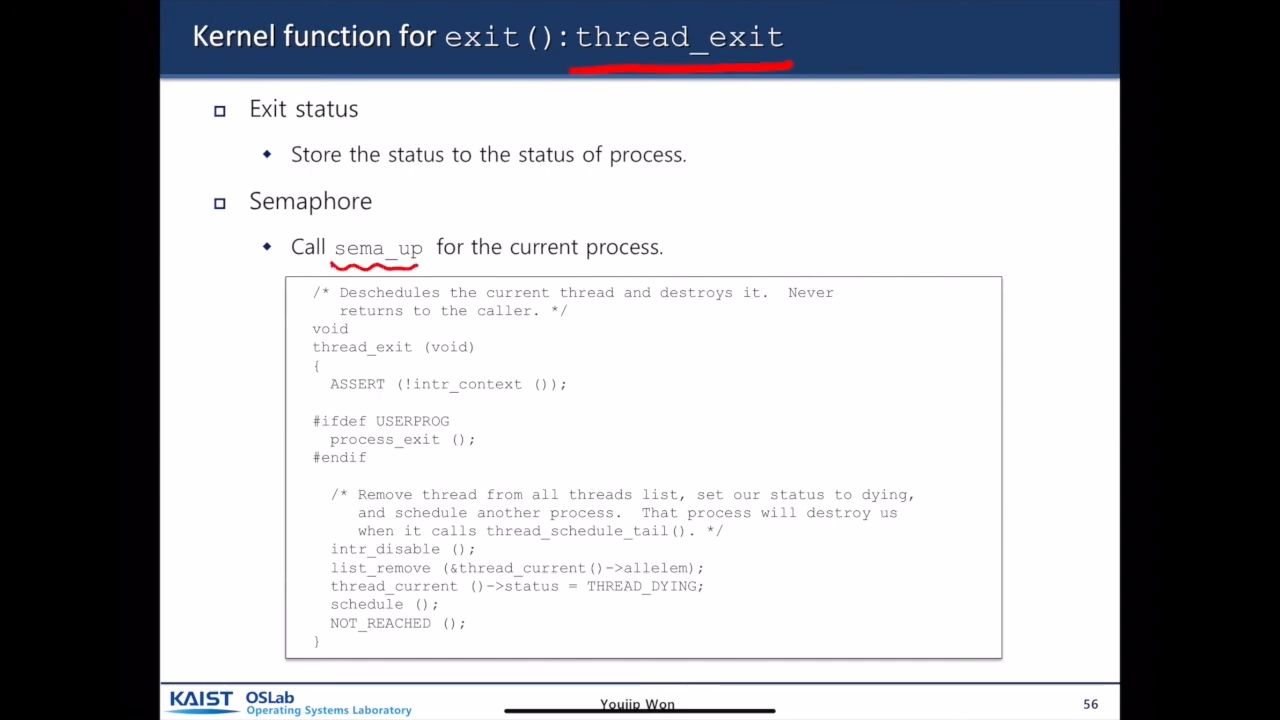 Kernel function for exit():thread_exit
Exit status
Store the status to the status of process.
Semaphore
Call sema_up for the current process.
/* Deschedules the current thread and destroys it.  Never
   returns to the caller. */
void
thread_exit (void)
{
  ASSERT (!intr_context ());
#ifdef USERPROG
  process_exit ();
#endif
  /* Remove thread from all threads list, set our status to dying,
     and schedule another process.  That process will destroy us
     when it calls thread_schedule_tail(). */
  intr_disable ();
  list_remove (&thread_current()->allelem);
  thread_current ()->status = THREAD_DYING;
  schedule ();
  NOT_REACHED ();
}
KAIST OSLab
Operating Systems Laboratory
Youjip Won
56